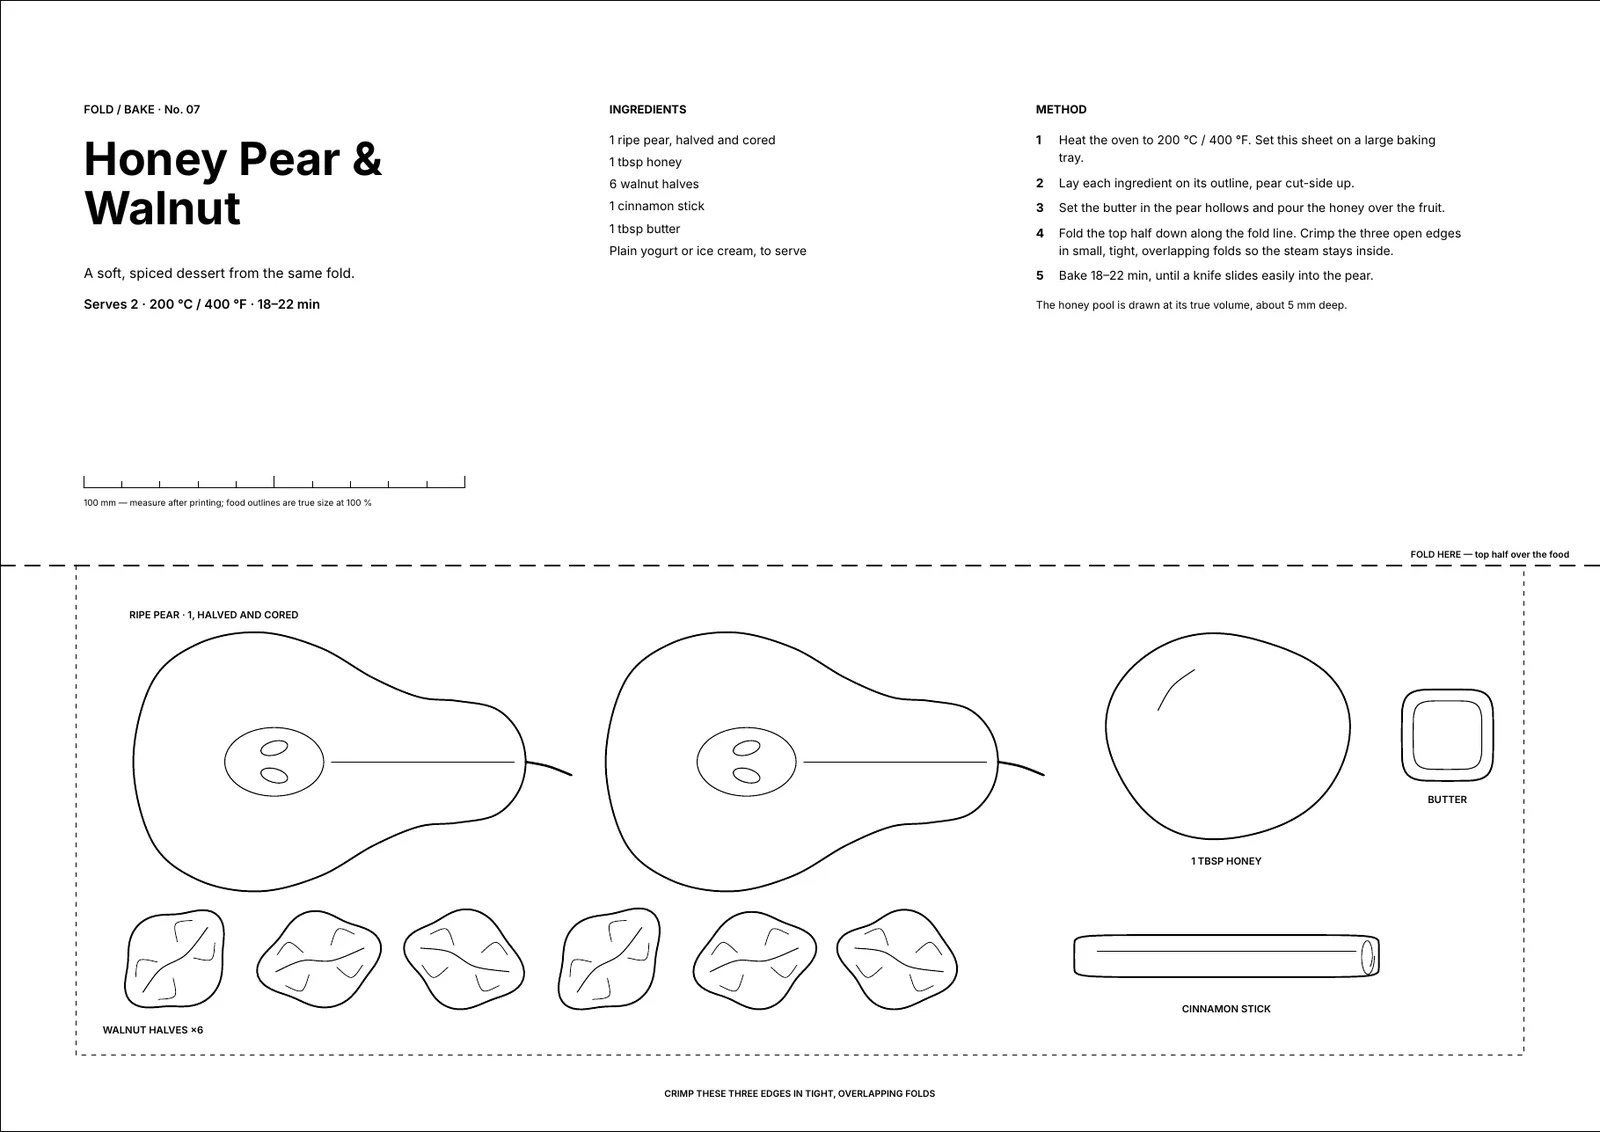 FOLD / BAKE · No. 07
Honey Pear &
Walnut
A soft, spiced dessert from the same fold.
Serves 2 · 200 °C / 400 °F · 18–22 min
INGREDIENTS
1 ripe pear, halved and cored
1 tbsp honey
6 walnut halves
1 cinnamon stick
1 tbsp butter
Plain yogurt or ice cream, to serve
METHOD
1 Heat the oven to 200 °C / 400 °F. Set this sheet on a large baking
tray.
2 Lay each ingredient on its outline, pear cut-side up.
3 Set the butter in the pear hollows and pour the honey over the fruit.
4 Fold the top half down along the fold line. Crimp the three open edges
in small, tight, overlapping folds so the steam stays inside.
5 Bake 18–22 min, until a knife slides easily into the pear.
The honey pool is drawn at its true volume, about 5 mm deep.
100 mm — measure after printing; food outlines are true size at 100 %
FOLD HERE — top half over the food
RIPE PEAR · 1, HALVED AND CORED
BUTTER
1 TBSP HONEY
CINNAMON STICK
WALNUT HALVES ×6
CRIMP THESE THREE EDGES IN TIGHT, OVERLAPPING FOLDS